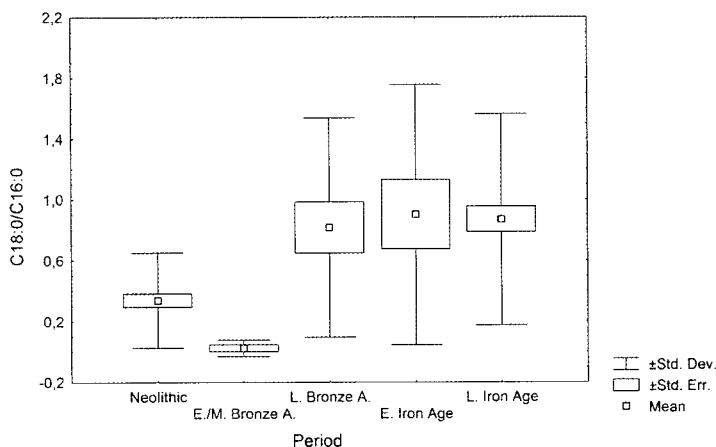 2,2
1,8
1,4
1,0
0,6
0,2
-0,2
C18:0/C16:0
Neolithic
E./M. Bronze A.
L. Bronze A.
E. Iron Age
L. Iron Age
Period
±Std. Dev.
±Std. Err.
Mean